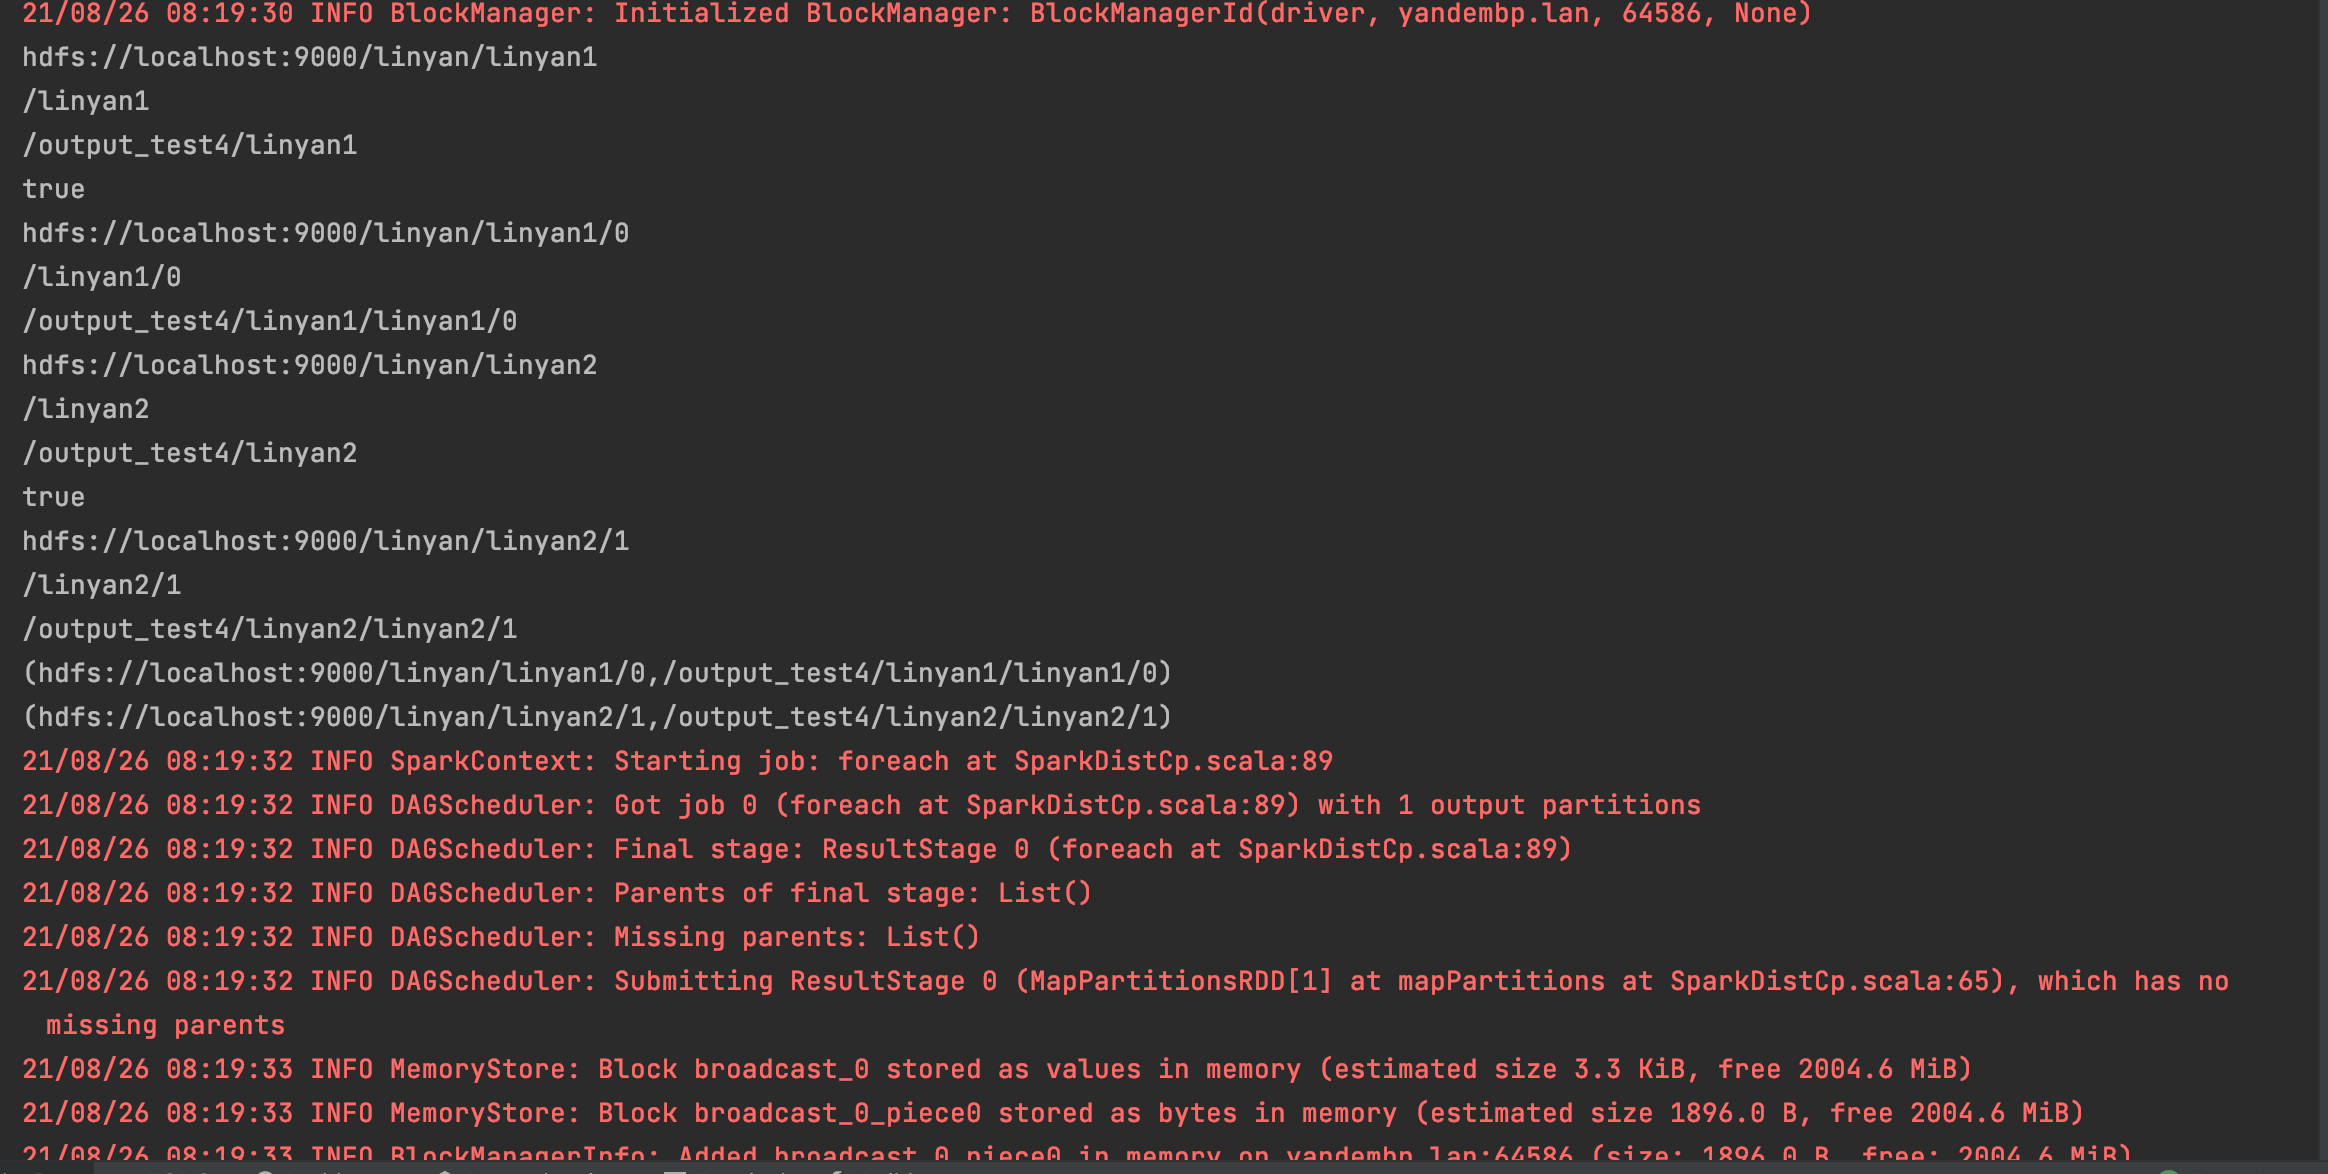 21/08/26 08:19:30 INFO BlockManager: Initialized BlockManager: BlockManagerId(driver, yandembp.lan, 64586, None)
hdfs://localhost:9000/linyan/linyan1
/linyan1
/output_test4/linyan1
true
hdfs://localhost:9000/linyan/linyan1/0
/linyan1/0
/output_test4/linyan1/linyan1/0
hdfs://localhost:9000/linyan/linyan2
/linyan2
/output_test4/linyan2
true
hdfs://localhost:9000/linyan/linyan2/1
/linyan2/1
/output_test4/linyan2/linyan2/1
(hdfs://localhost:9000/linyan/linyan1/0,/output_test4/linyan1/linyan1/0)
(hdfs://localhost:9000/linyan/linyan2/1,/output_test4/linyan2/linyan2/1)
21/08/26 08:19:32 INFO SparkContext: Starting job: foreach at SparkDistCp.scala:89
21/08/26 08:19:32 INFO DAGScheduler: Got job 0 (foreach at SparkDistCp.scala:89) with 1 output partitions
21/08/26 08:19:32 INFO DAGScheduler: Final stage: ResultStage 0 (foreach at SparkDistCp.scala:89)
21/08/26 08:19:32 INFO DAGScheduler: Parents of final stage: List()
21/08/26 08:19:32 INFO DAGScheduler: Missing parents: List()
21/08/26 08:19:32 INFO DAGScheduler: Submitting ResultStage 0 (MapPartitionsRDD[1] at mapPartitions at SparkDistCp.scala:65), which has no
missing parents
21/08/26 08:19:33 INFO MemoryStore: Block broadcast_0 stored as values in memory (estimated size 3.3 KiB, free 2004.6 MiB)
21/08/26 08:19:33 INFO MemoryStore: Block broadcast_0_piece0 stored as bytes in memory (estimated size 1896.0 B, free 2004.6 MiB)
21/08/26 08:19:33 INFO BlockManagerInfo: Added broadcast_0_piece0 in memory on yandembp.lan:64586 (size: 1896.0 B, free: 2004.6 MiB)